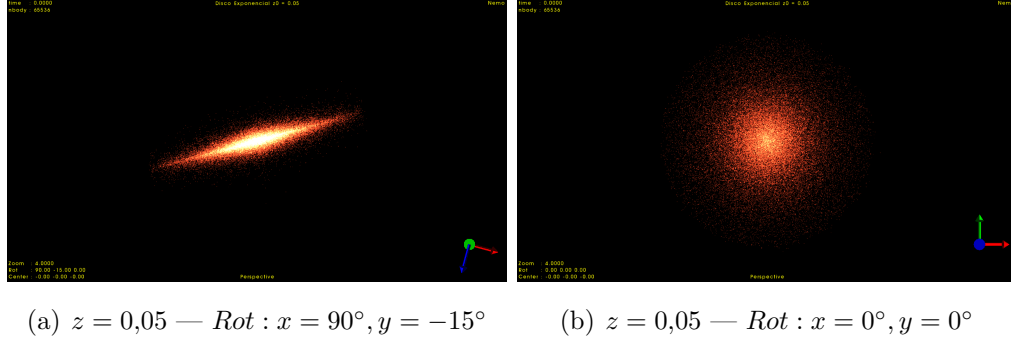 time : 0.0000
nbody : 65536
Disco Exponencial z0 = 0.05
Nemo
Zoom : 4.0000
Rot : 90.00 -15.00 0.00
Center : -0.00 -0.00 -0.00
Perspective
(a) z = 0,05 — Rot : x = 90°, y = −15°
time : 0.0000
nbody : 65536
Disco Exponencial z0 = 0.05
Nem
Zoom : 4.0000
Rot : 0.00 0.00 0.00
Center : -0.00 -0.00 -0.00
Perspective
(b) z = 0,05 — Rot : x = 0°, y = 0°